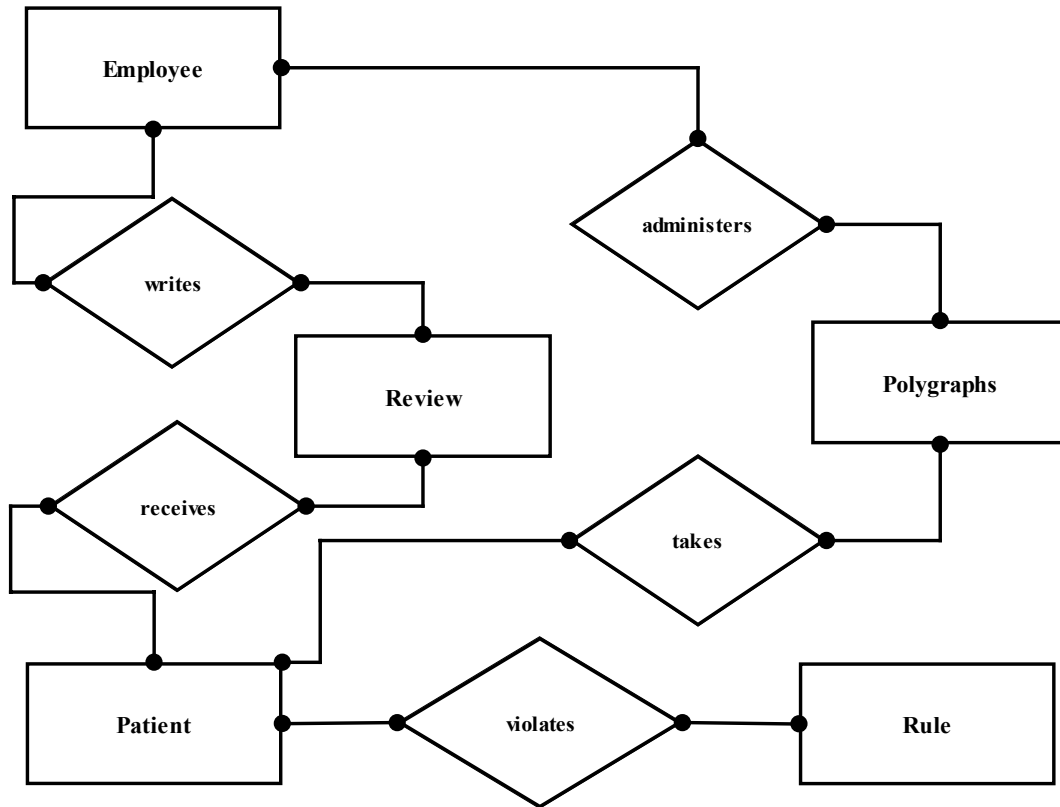 Employee
administers
writes
Review
Polygraphs
receives
takes
Patient
violates
Rule